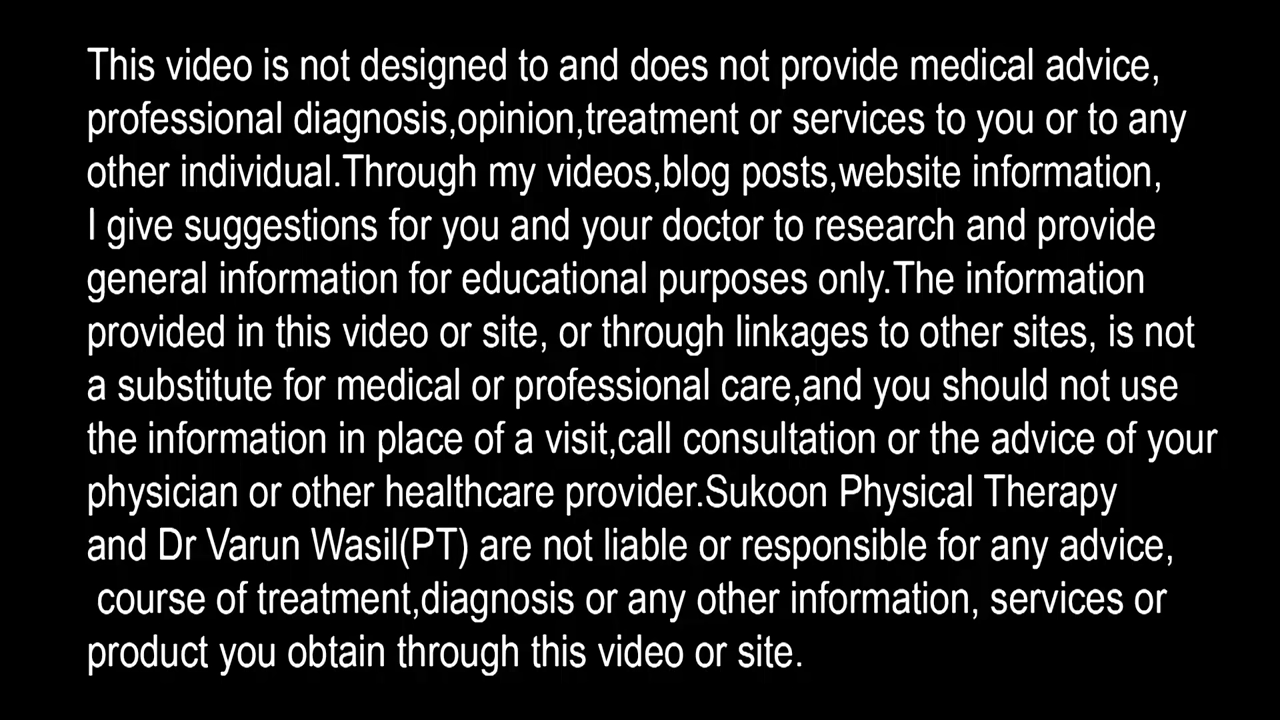 This video is not designed to and does not provide medical advice,
professional diagnosis,opinion,treatment or services to you or to any
other individual.Through my videos,blog posts,website information,
I give suggestions for you and your doctor to research and provide
general information for educational purposes only.The information
provided in this video or site, or through linkages to other sites, is not
a substitute for medical or professional care,and you should not use
the information in place of a visit,call consultation or the advice of your
physician or other healthcare provider.Sukoon Physical Therapy
and Dr Varun Wasil(PT) are not liable or responsible for any advice,
course of treatment,diagnosis or any other information, services or
product you obtain through this video or site.